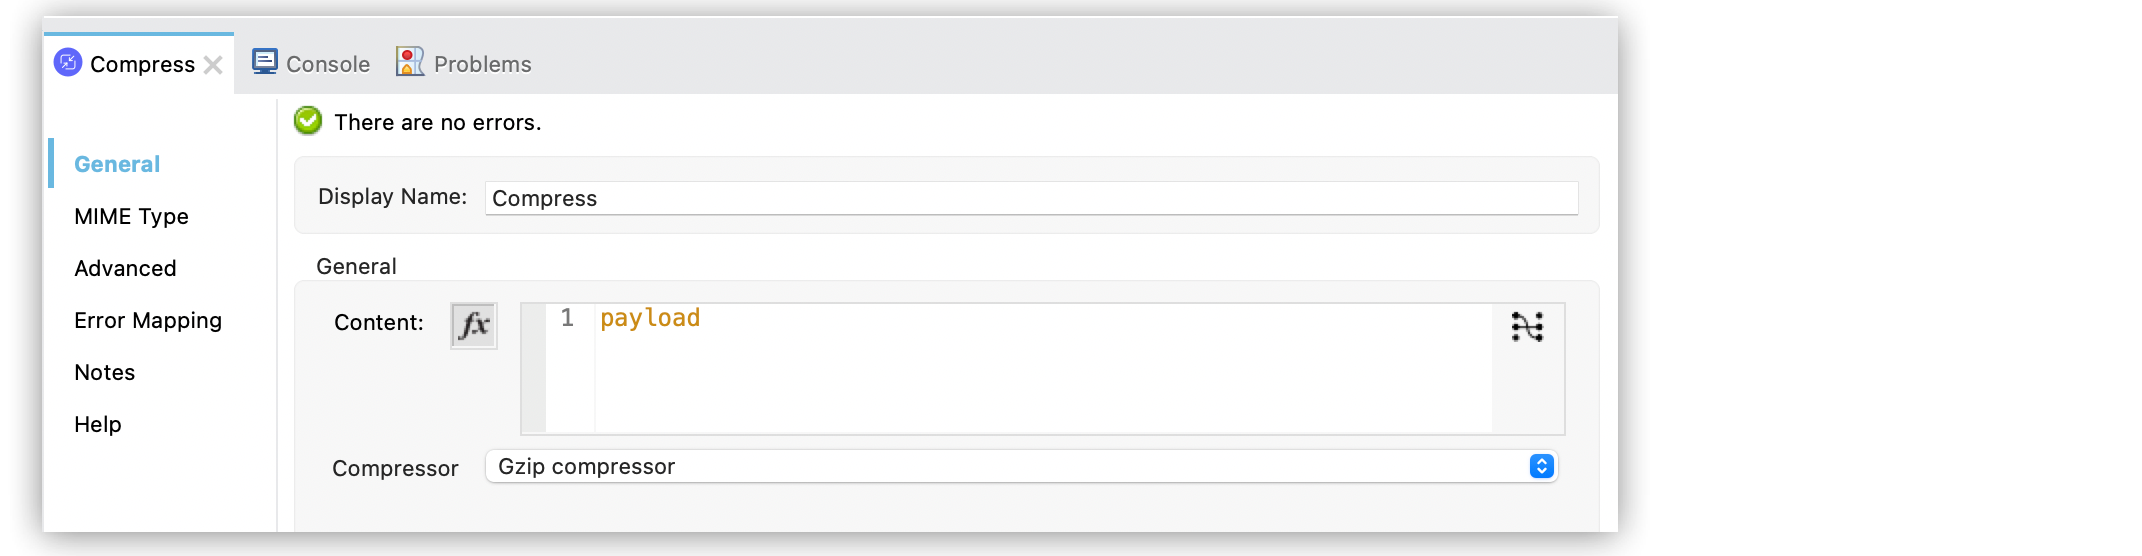 Compress Console Problems
There are no errors.
General
MIME Type
Advanced
Error Mapping
Notes
Help
Display Name: Compress
General
Content: fx 1 payload
Compressor Gzip compressor